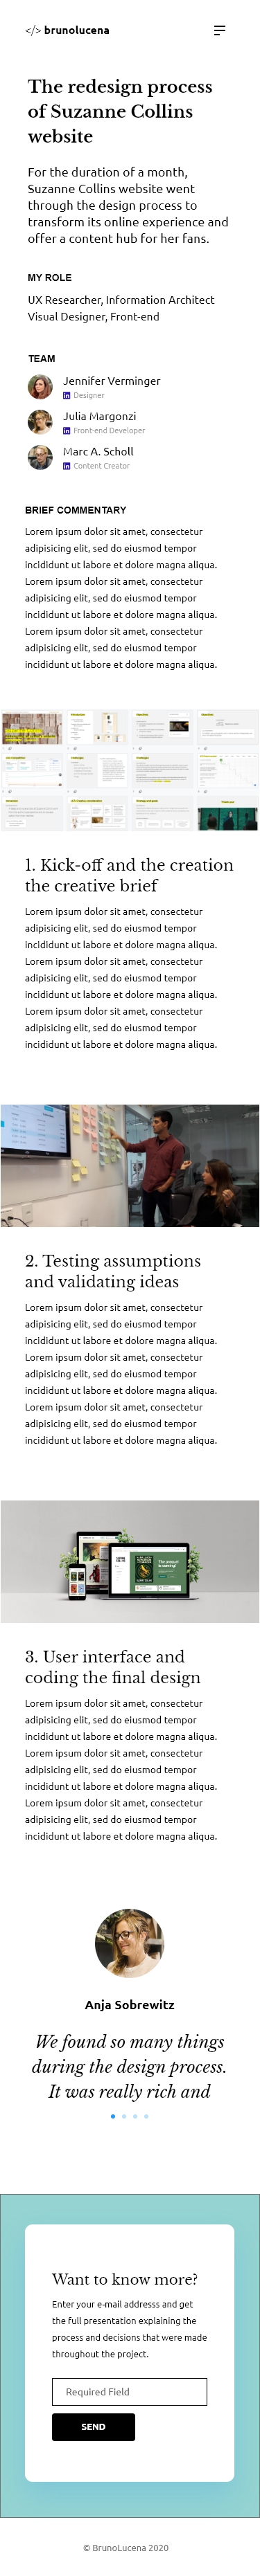 </> brunolucena
The redesign process
of Suzanne Collins
website
For the duration of a month,
Suzanne Collins website went
through the design process to
transform its online experience and
offer a content hub for her fans.
MY ROLE
UX Researcher, Information Architect
Visual Designer, Front-end
TEAM
Jennifer Verminger
in Designer
Julia Margonzi
in Front-end Developer
Marc A. Scholl
in Content Creator
BRIEF COMMENTARY
Lorem ipsum dolor sit amet, consectetur
adipisicing elit, sed do eiusmod tempor
incididunt ut labore et dolore magna aliqua.
Lorem ipsum dolor sit amet, consectetur
adipisicing elit, sed do eiusmod tempor
incididunt ut labore et dolore magna aliqua.
Lorem ipsum dolor sit amet, consectetur
adipisicing elit, sed do eiusmod tempor
incididunt ut labore et dolore magna aliqua.
1. Kick-off and the creation
the creative brief
Lorem ipsum dolor sit amet, consectetur
adipisicing elit, sed do eiusmod tempor
incididunt ut labore et dolore magna aliqua.
Lorem ipsum dolor sit amet, consectetur
adipisicing elit, sed do eiusmod tempor
incididunt ut labore et dolore magna aliqua.
Lorem ipsum dolor sit amet, consectetur
adipisicing elit, sed do eiusmod tempor
incididunt ut labore et dolore magna aliqua.
2. Testing assumptions
and validating ideas
Lorem ipsum dolor sit amet, consectetur
adipisicing elit, sed do eiusmod tempor
incididunt ut labore et dolore magna aliqua.
Lorem ipsum dolor sit amet, consectetur
adipisicing elit, sed do eiusmod tempor
incididunt ut labore et dolore magna aliqua.
Lorem ipsum dolor sit amet, consectetur
adipisicing elit, sed do eiusmod tempor
incididunt ut labore et dolore magna aliqua.
3. User interface and
coding the final design
Lorem ipsum dolor sit amet, consectetur
adipisicing elit, sed do eiusmod tempor
incididunt ut labore et dolore magna aliqua.
Lorem ipsum dolor sit amet, consectetur
adipisicing elit, sed do eiusmod tempor
incididunt ut labore et dolore magna aliqua.
Lorem ipsum dolor sit amet, consectetur
adipisicing elit, sed do eiusmod tempor
incididunt ut labore et dolore magna aliqua.
Anja Sobrewitz
We found so many things
during the design process.
It was really rich and
Want to know more?
Enter your e-mail addresss and get
the full presentation explaining the
process and decisions that were made
throughout the project.
Required Field
SEND
© BrunoLucena 2020